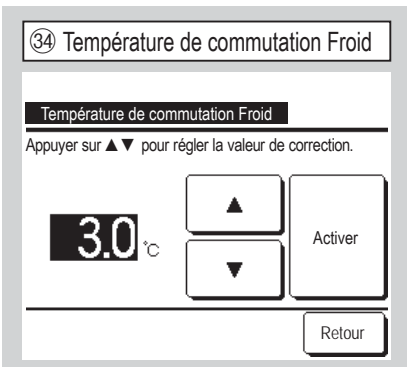 ㉞ Température de commutation Froid
Température de commutation Froid
Appuyer sur ▲▼ pour régler la valeur de correction.
3.0 °C
▲
Activer
▼
Retour